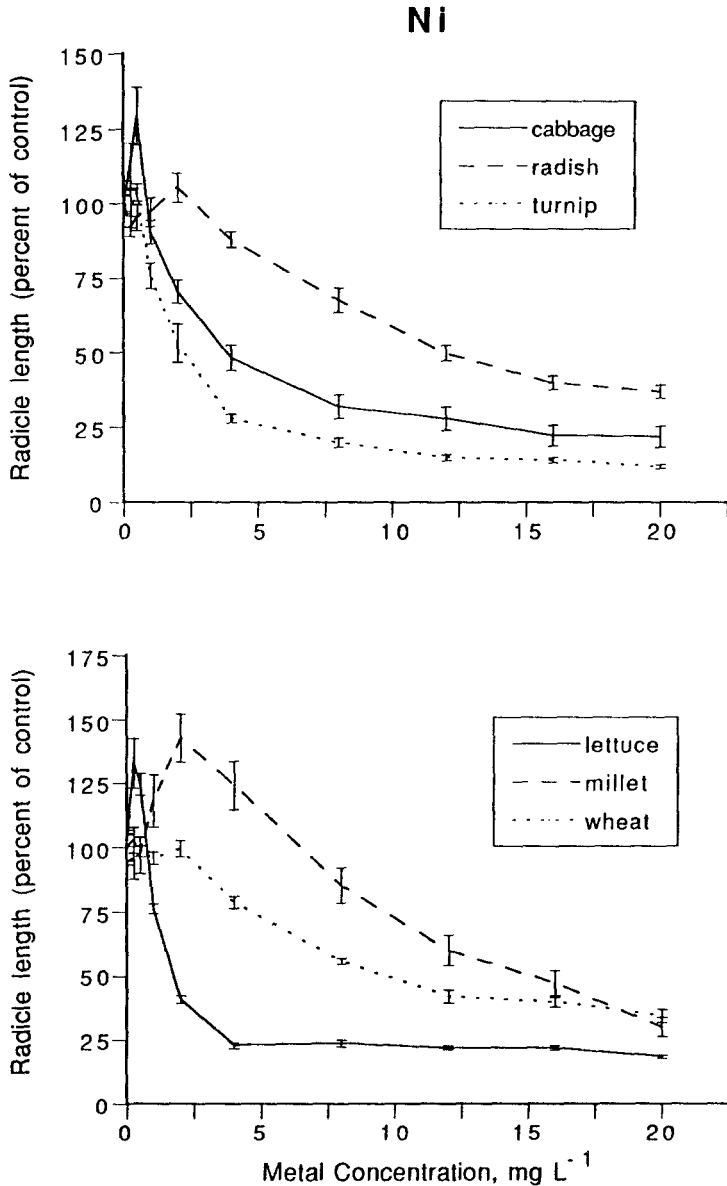 Ni
Radicle length (percent of control)
150
125
100
75
50
25
0
0 5 10 15 20
cabbage
radish
turnip
Radicle length (percent of control)
175
150
125
100
75
50
25
0
0 5 10 15 20
lettuce
millet
wheat
Metal Concentration, mg L⁻¹